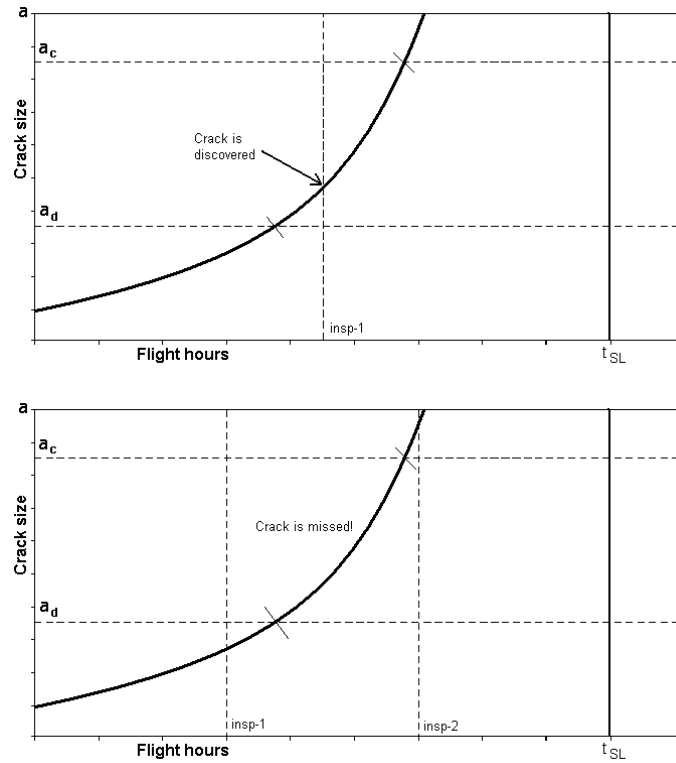 a
a_c
Crack size
Crack is
discovered
a_d
insp-1
Flight hours
t_SL
a
a_c
Crack size
Crack is missed!
a_d
insp-1
insp-2
Flight hours
t_SL